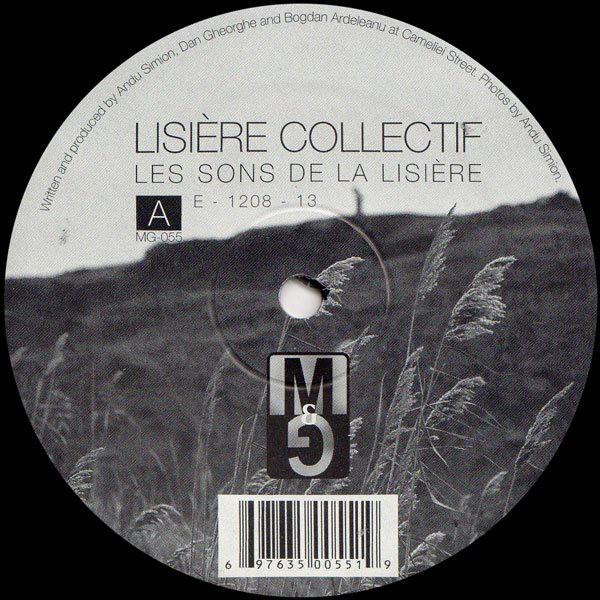 Written and produced by Andu Simion, Dan Gheorghe and Bogdan Ardeleanu at Cameliei Street. Photos by Andu Simion.
LISIÈRE COLLECTIF
LES SONS DE LA LISIÈRE
A E - 1208 - 13
MG-055
M
&
G
6 97635 00551 9